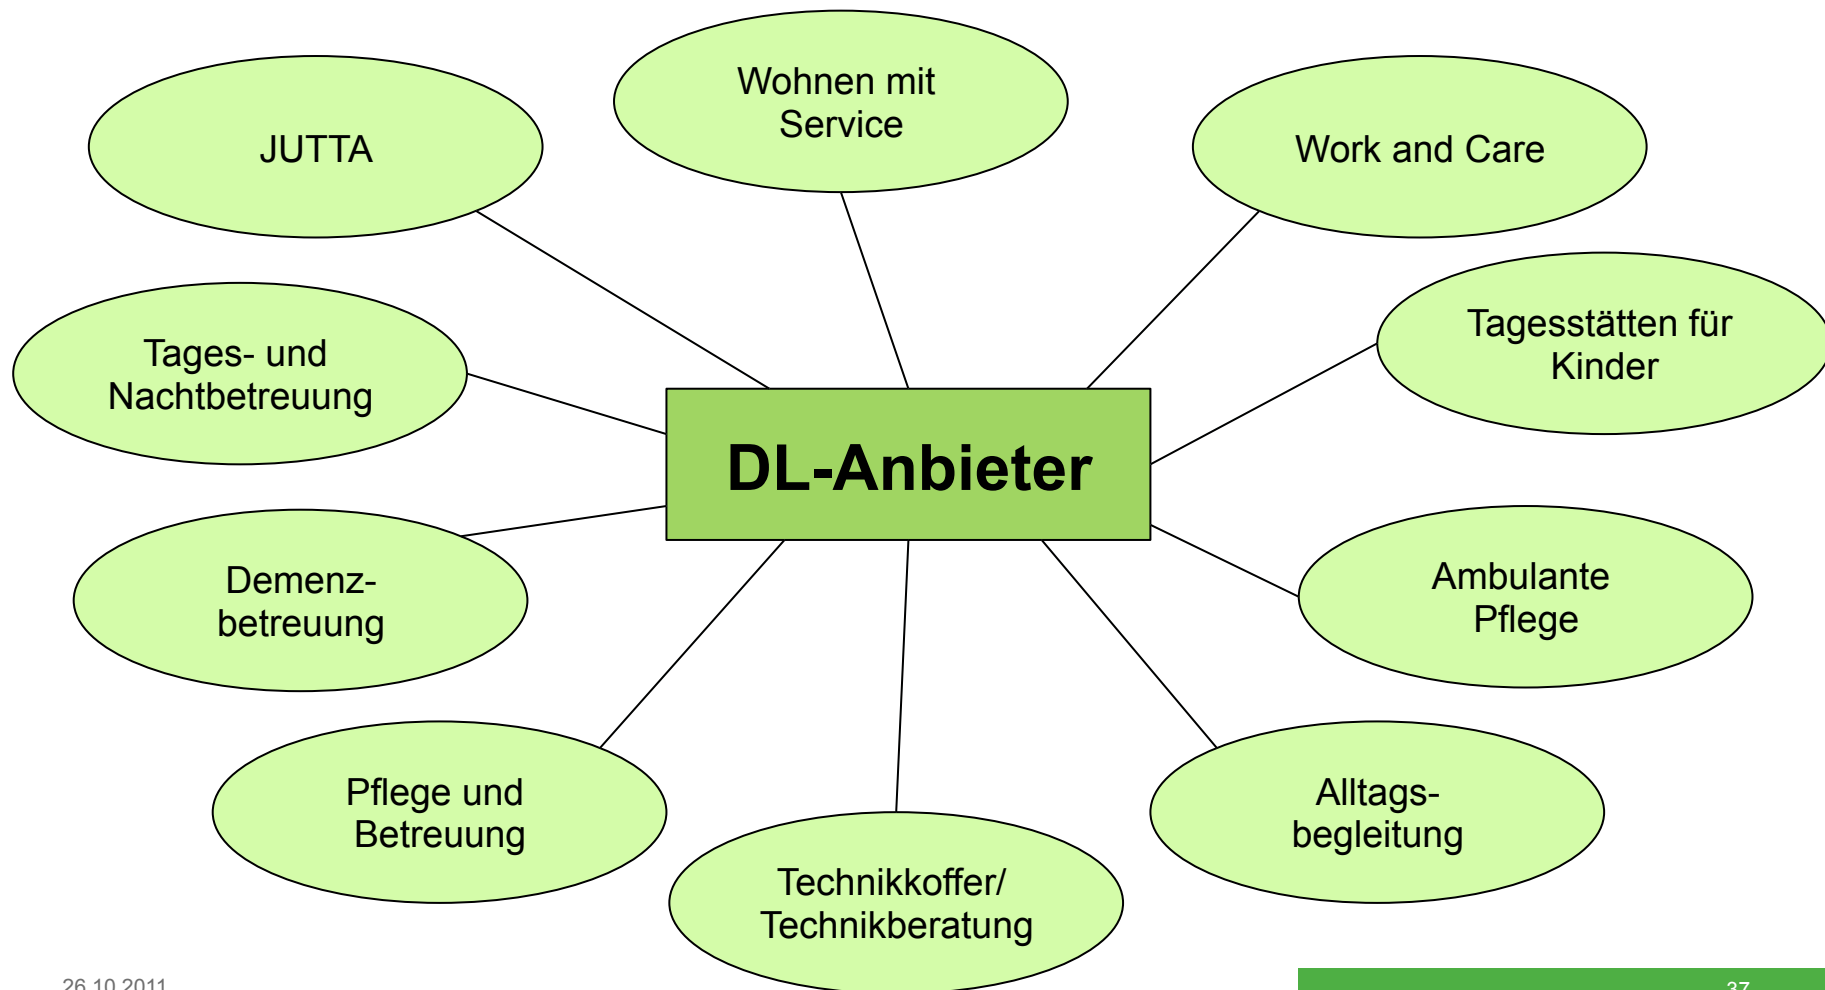 JUTTA
Wohnen mit
Service
Work and Care
Tages- und
Nachtbetreuung
Tagesstätten für
Kinder
DL-Anbieter
Demenz-
betreuung
Ambulante
Pflege
Pflege und
Betreuung
Alltags-
begleitung
Technikkoffer/
Technikberatung
26.10.2011
37